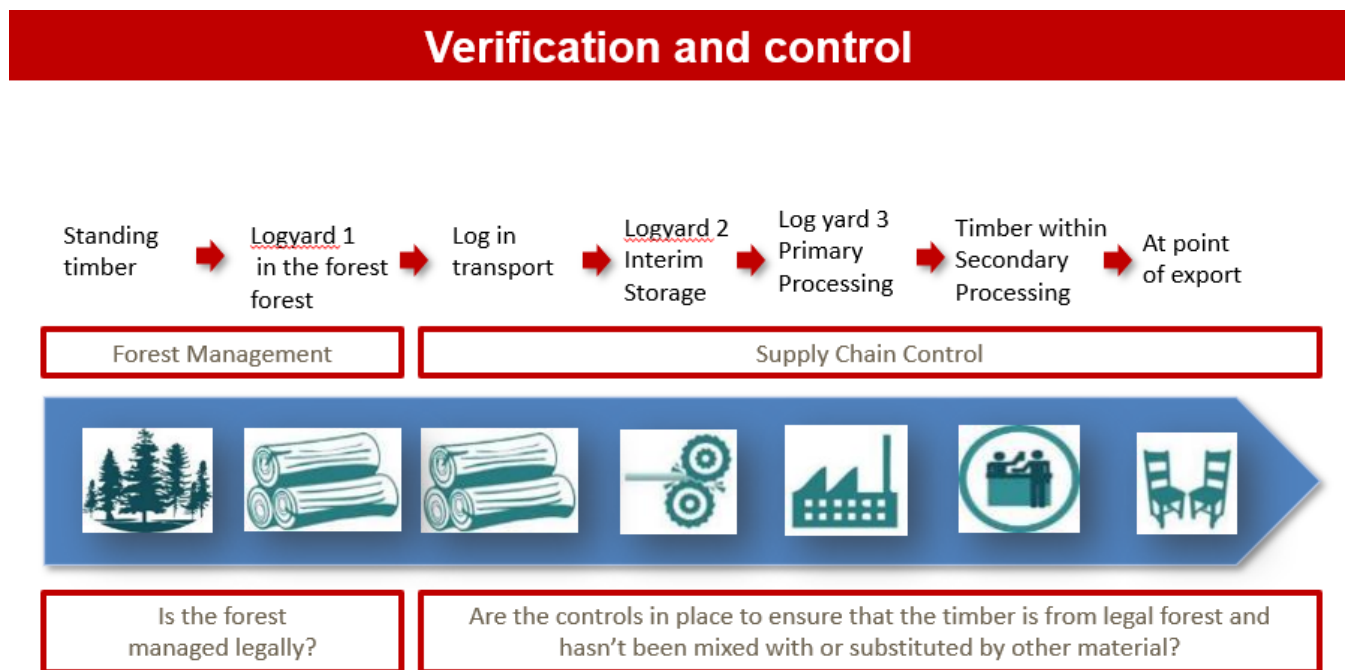 Verification and control
Standing
timber
Logyard 1
in the forest
forest
Log in
transport
Logyard 2
Interim
Storage
Log yard 3
Primary
Processing
Timber within
Secondary
Processing
At point
of export
Forest Management
Supply Chain Control
Is the forest
managed legally?
Are the controls in place to ensure that the timber is from legal forest and
hasn't been mixed with or substituted by other material?